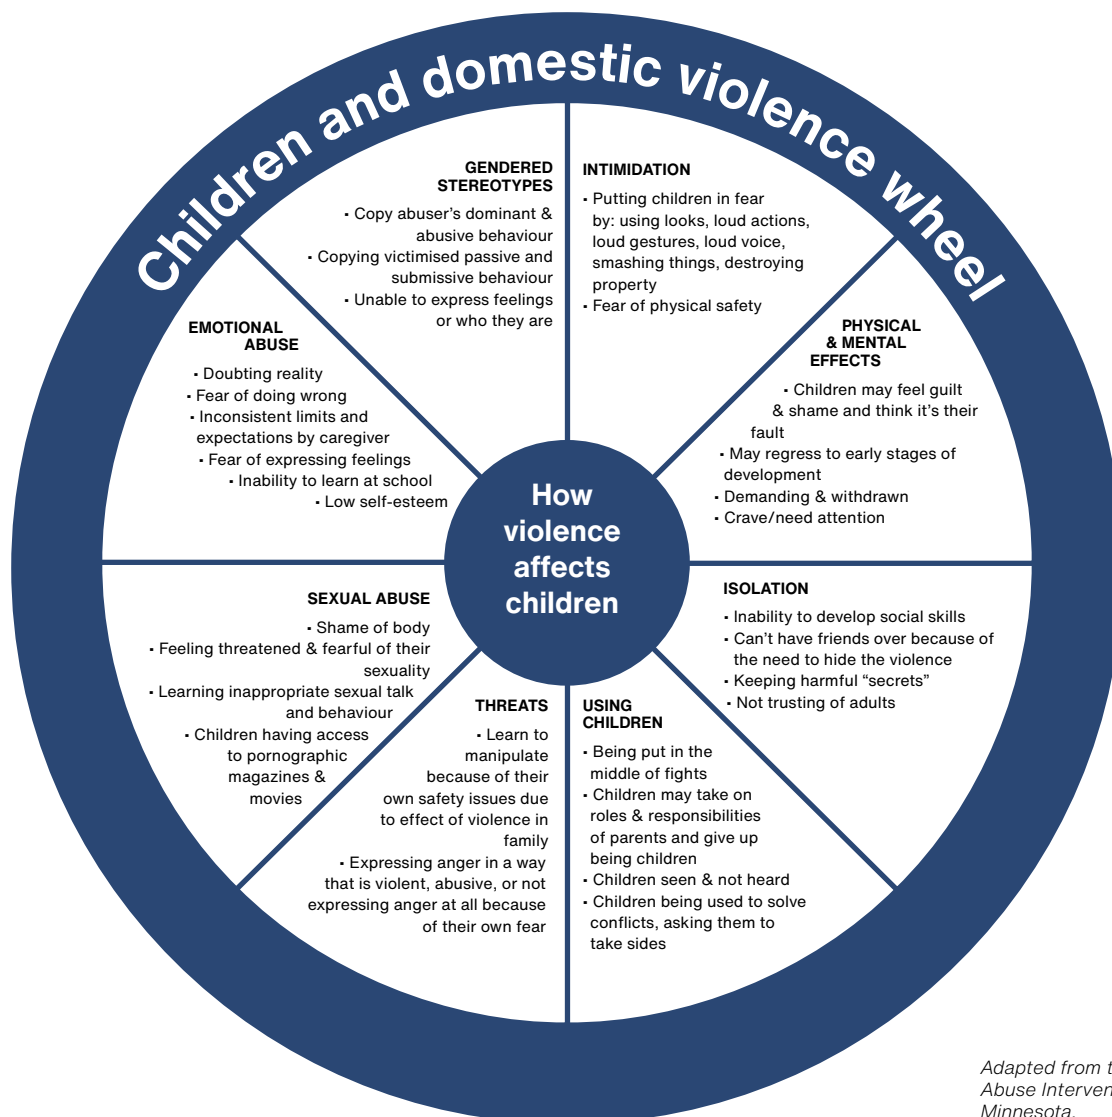 Children and domestic violence wheel
GENDERED
STEREOTYPES
• Copy abuser's dominant &
abusive behaviour
• Copying victimised passive and
submissive behaviour
• Unable to express feelings
or who they are
INTIMIDATION
• Putting children in fear
by: using looks, loud actions,
loud gestures, loud voice,
smashing things, destroying
property
• Fear of physical safety
PHYSICAL
& MENTAL
EFFECTS
• Children may feel guilt
& shame and think it's their
fault
• May regress to early stages of
development
• Demanding & withdrawn
• Crave/need attention
ISOLATION
• Inability to develop social skills
• Can't have friends over because of
the need to hide the violence
• Keeping harmful "secrets"
• Not trusting of adults
USING
CHILDREN
• Being put in the
middle of fights
• Children may take on
roles & responsibilities
of parents and give up
being children
• Children seen & not heard
• Children being used to solve
conflicts, asking them to
take sides
THREATS
• Learn to
manipulate
because of their
own safety issues due
to effect of violence in
family
• Expressing anger in a way
that is violent, abusive, or not
expressing anger at all because
of their own fear
SEXUAL ABUSE
• Shame of body
• Feeling threatened & fearful of their
sexuality
• Learning inappropriate sexual talk
and behaviour
• Children having access
to pornographic
magazines &
movies
EMOTIONAL
ABUSE
• Doubting reality
• Fear of doing wrong
• Inconsistent limits and
expectations by caregiver
• Fear of expressing feelings
• Inability to learn at school
• Low self-esteem
How
violence
affects
children
Adapted from
Abuse
Minnesota.